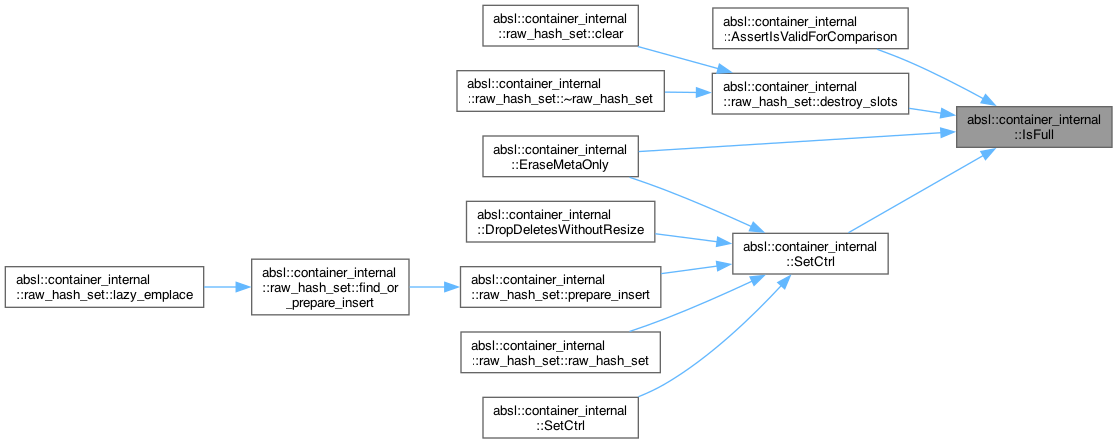 absl::container_internal
::raw_hash_set::clear
absl::container_internal
::AssertIsValidForComparison
absl::container_internal
::raw_hash_set::~raw_hash_set
absl::container_internal
::raw_hash_set::destroy_slots
absl::container_internal
::IsFull
absl::container_internal
::EraseMetaOnly
absl::container_internal
::DropDeletesWithoutResize
absl::container_internal
::SetCtrl
absl::container_internal
::raw_hash_set::lazy_emplace
absl::container_internal
::raw_hash_set::find_or
_prepare_insert
absl::container_internal
::raw_hash_set::prepare_insert
absl::container_internal
::raw_hash_set::raw_hash_set
absl::container_internal
::SetCtrl